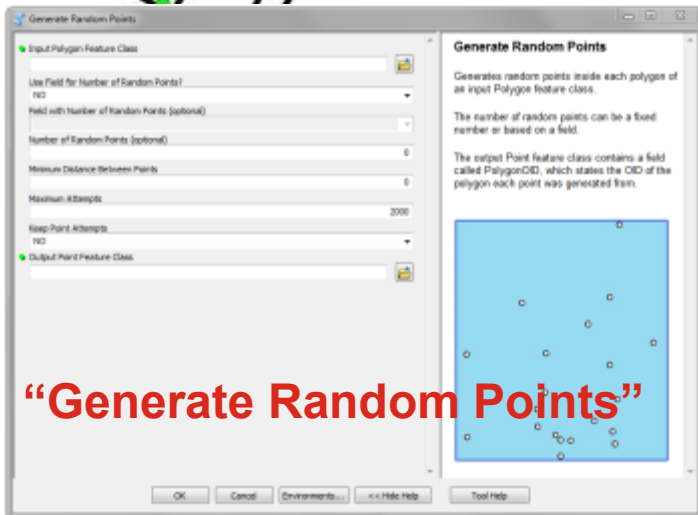 Generate Random Points
Input Polygon Feature Class
Use Field for Number of Random Points?
NO
Field with Number of Random Points (optional)
Number of Random Points (optional)
0
Minimum Distance Between Points
0
Maximum Attempts
2000
Keep Point Attempts
NO
Output Point Feature Class
OK
Cancel
Environments...
<< Hide Help
Generate Random Points
Generates random points inside each polygon of
an input Polygon feature class.
The number of random points can be a fixed
number or based on a field.
The output Point feature class contains a field
called PolygonOID, which states the OID of the
polygon each point was generated from.
Tool Help
“Generate Random Points”